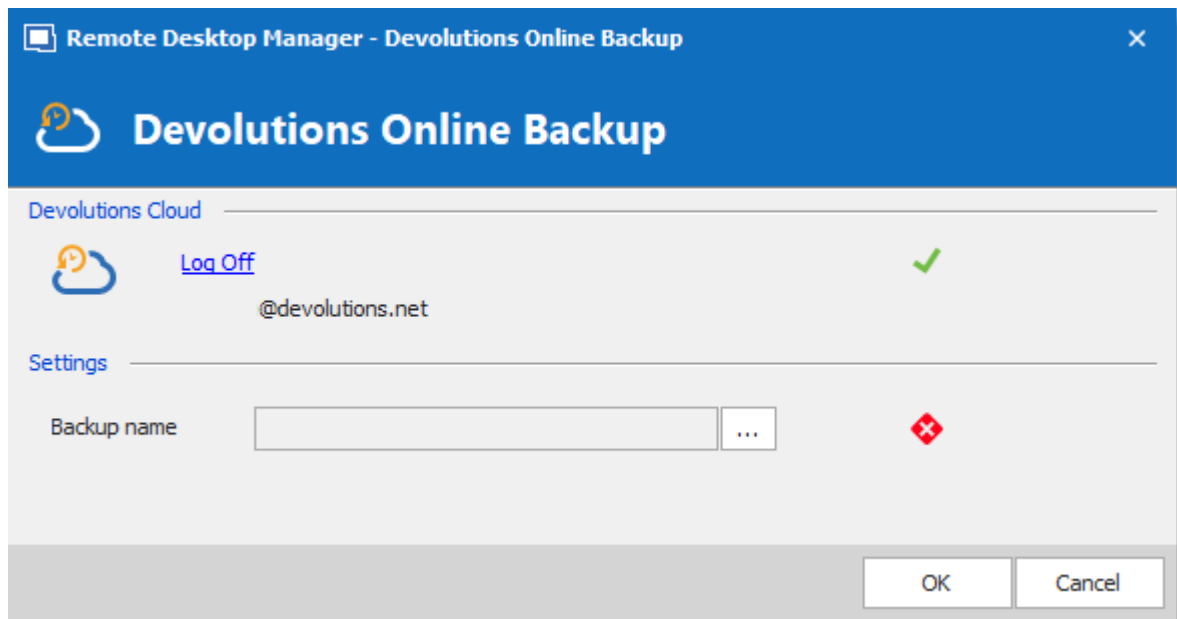 Remote Desktop Manager - Devolutions Online Backup
Devolutions Online Backup
Devolutions Cloud
Log Off
@devolutions.net
Settings
Backup name ...
OK Cancel